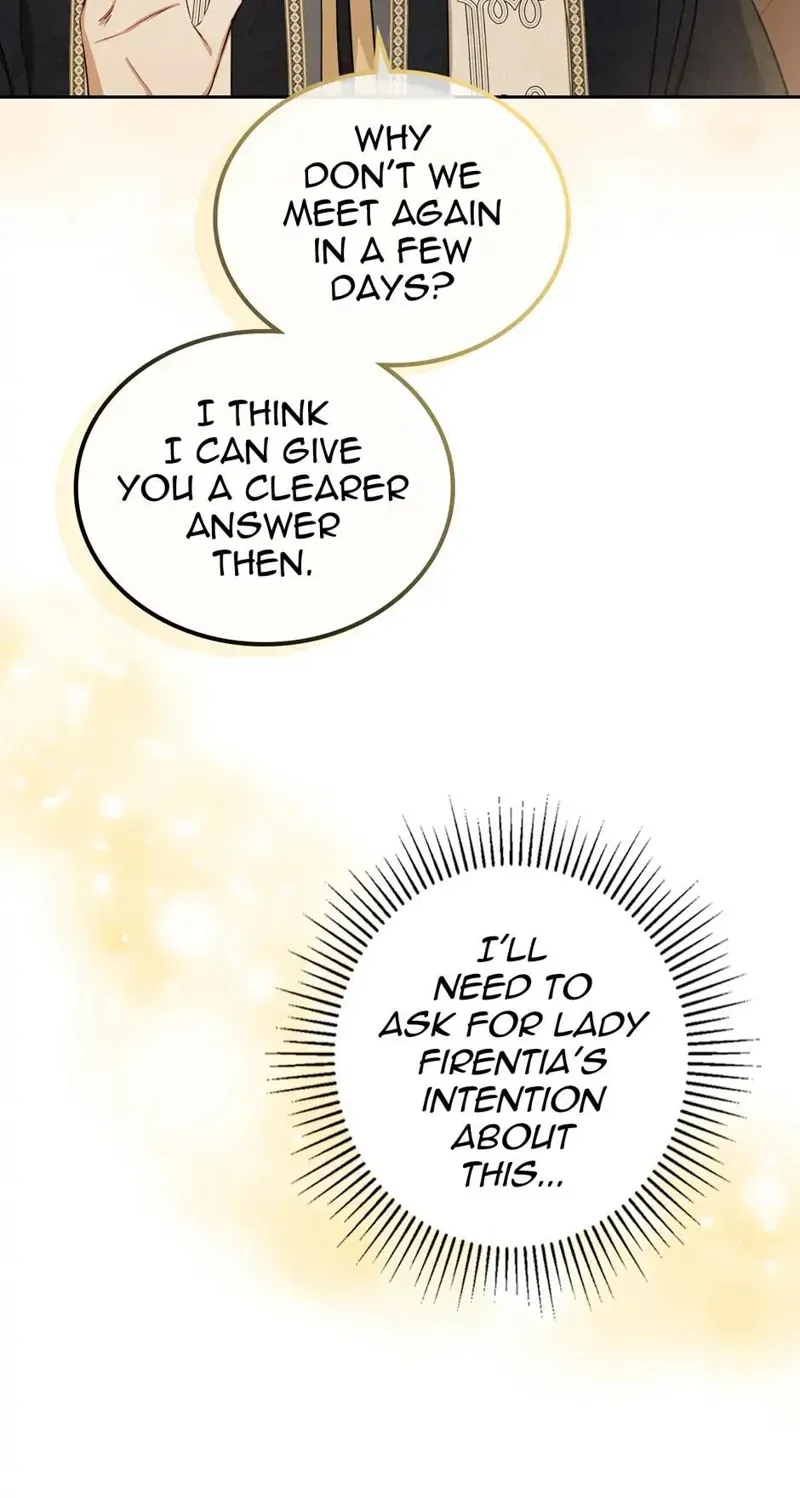 WHY
DON'T WE
MEET AGAIN
IN A FEW
DAYS?
I THINK
I CAN GIVE
YOU A CLEARER
ANSWER
THEN.
I'LL
NEED TO
ASK FOR LADY
FIRENTIA'S
INTENTION
ABOUT
THIS...